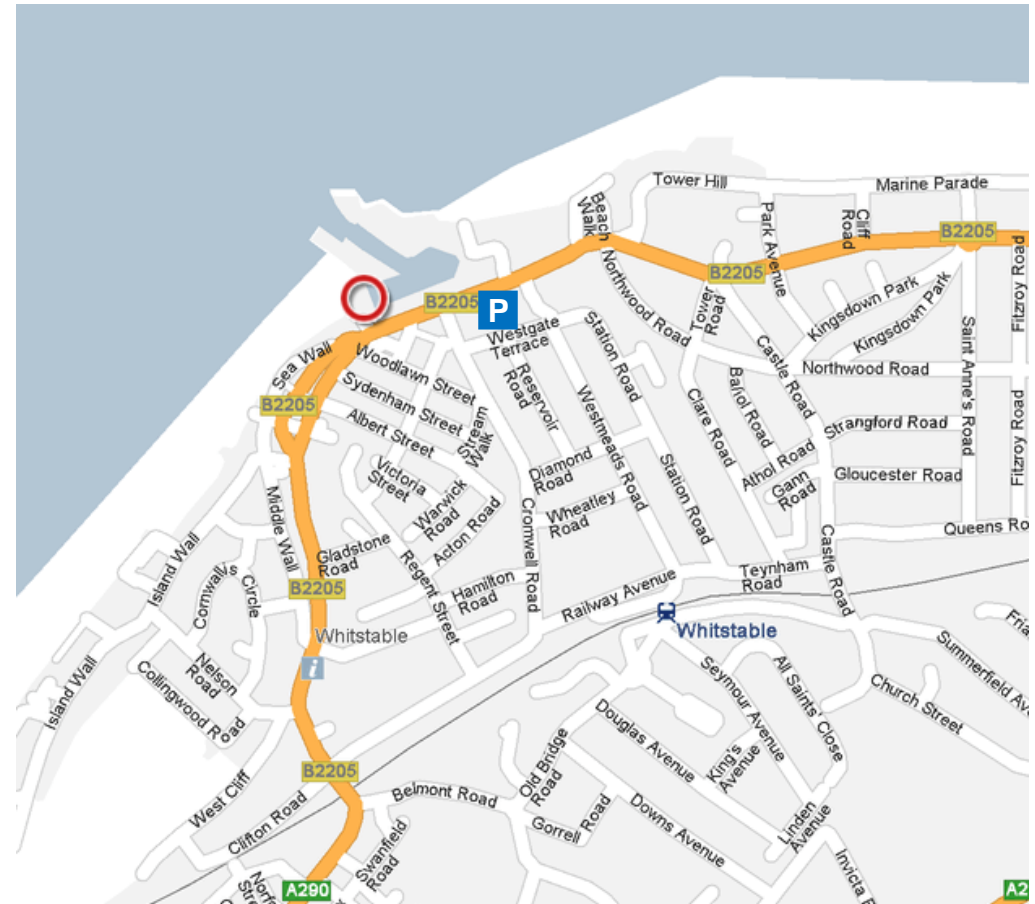 Tower Hill
Marine Parade
Beach
Walk
Park Avenue
Cliff
Road
B2205
Fitzroy Road
Northwood Road
B2205
Kingsdown Park
Kingsdown Park
Tower
Road
B2205
P
Westgate
Terrace
Station Road
Castle Road
Saint Anne's Road
Sea Wall
Woodlawn Street
Sydenham Street
Albert Street
Stream
Walk
Reservoir
Road
Westmeads Road
Northwood Road
Clare Road
Baliol Road
Strangford Road
Fitzroy Road
B2205
Victoria
Street
Warwick
Road
Acton Road
Diamond
Road
Wheatley
Road
Station Road
Athol Road
Gann
Road
Gloucester Road
Queens Ro
Middle Wall
Gladstone
Road
Regent Street
Cromwell Road
Hamilton
Road
Railway Avenue
Teynham
Road
Castle Road
Island Wall
Cornwallis
Circle
B2205
Whitstable
i
Whitstable
Fria
Summerfield Ave
Island Wall
Nelson
Road
Collingwood Road
Seymour Avenue
All Saints' Close
Church Street
Douglas Avenue
King's
Avenue
Old Bridge
Road
B2205
West Cliff
Clifton Road
Belmont Road
Gorrell Road
Downs Avenue
Linden
Avenue
Invicta
Swanfield
Road
Norf
Str
A290
A2